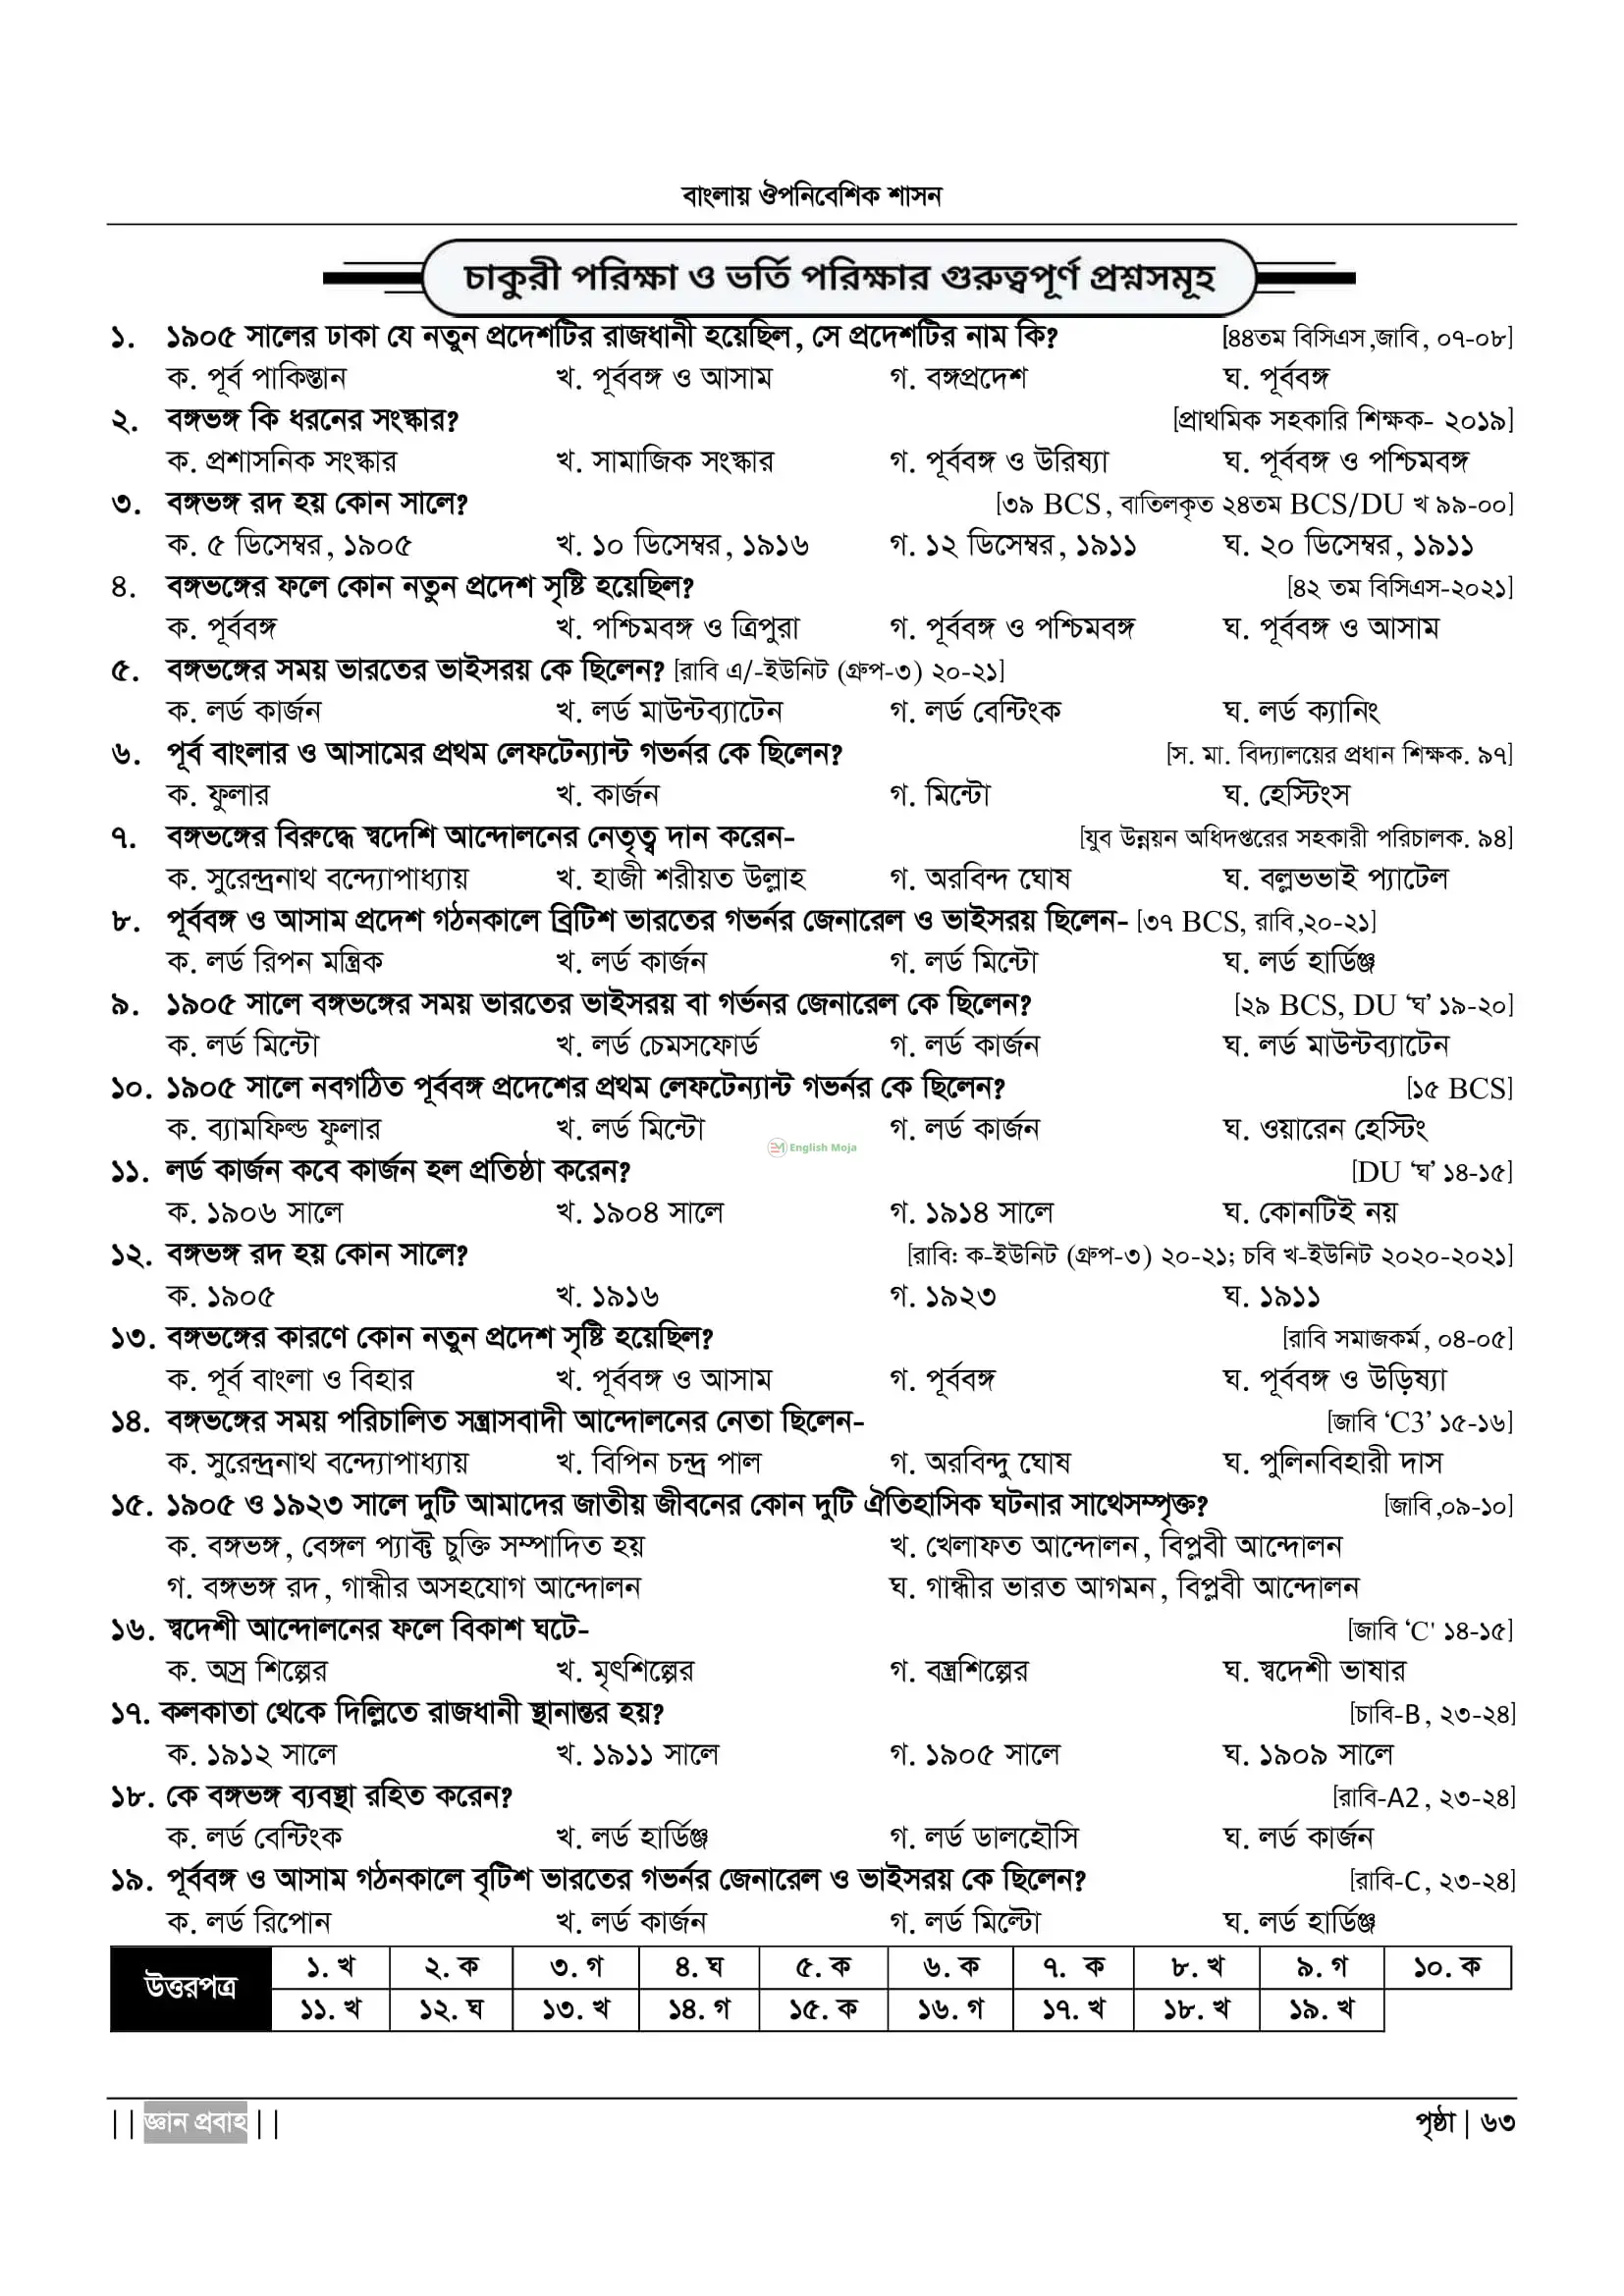 বাংলায় ঔপনিবেশিক শাসন
চাকুরী পরিক্ষা ও ভর্তি পরিক্ষার গুরুত্বপূর্ণ প্রশ্নসমূহ
১. ১৯০৫ সালের ঢাকা যে নতুন প্রদেশটির রাজধানী হয়েছিল, সে প্রদেশটির নাম কি? [৪৪তম বিসিএস,জাবি, ০৭-০৮]
ক. পূর্ব পাকিস্তান খ. পূর্ববঙ্গ ও আসাম গ. বঙ্গপ্রদেশ ঘ. পূর্ববঙ্গ
২. বঙ্গভঙ্গ কি ধরনের সংস্কার? [প্রাথমিক সহকারি শিক্ষক- ২০১৯]
ক. প্রশাসনিক সংস্কার খ. সামাজিক সংস্কার গ. পূর্ববঙ্গ ও উরিষ্যা ঘ. পূর্ববঙ্গ ও পশ্চিমবঙ্গ
৩. বঙ্গভঙ্গ রদ হয় কোন সালে? [৩৯ BCS, বাতিলকৃত ২৪তম BCS/DU খ ৯৯-০০]
ক. ৫ ডিসেম্বর, ১৯০৫ খ. ১০ ডিসেম্বর, ১৯১৬ গ. ১২ ডিসেম্বর, ১৯১১ ঘ. ২০ ডিসেম্বর, ১৯১১
৪. বঙ্গভঙ্গের ফলে কোন নতুন প্রদেশ সৃষ্টি হয়েছিল? [৪২ তম বিসিএস-২০২১]
ক. পূর্ববঙ্গ খ. পশ্চিমবঙ্গ ও ত্রিপুরা গ. পূর্ববঙ্গ ও পশ্চিমবঙ্গ ঘ. পূর্ববঙ্গ ও আসাম
৫. বঙ্গভঙ্গের সময় ভারতের ভাইসরয় কে ছিলেন? [রাবি এ/-ইউনিট (গ্রুপ-৩) ২০-২১]
ক. লর্ড কার্জন খ. লর্ড মাউন্টব্যাটেন গ. লর্ড বেন্টিংক ঘ. লর্ড ক্যানিং
৬. পূর্ব বাংলার ও আসামের প্রথম লেফটেন্যান্ট গভর্নর কে ছিলেন? [স. মা. বিদ্যালয়ের প্রধান শিক্ষক. ৯৭]
ক. ফুলার খ. কার্জন গ. মিন্টো ঘ. হেস্টিংস
৭. বঙ্গভঙ্গের বিরুদ্ধে স্বদেশি আন্দোলনের নেতৃত্ব দান করেন- [যুব উন্নয়ন অধিদপ্তরের সহকারী পরিচালক. ৯৪]
ক. সুরেন্দ্রনাথ বন্দ্যোপাধ্যায় খ. হাজী শরীয়ত উল্লাহ গ. অরবিন্দ ঘোষ ঘ. বল্লভভাই প্যাটেল
৮. পূর্ববঙ্গ ও আসাম প্রদেশ গঠনকালে ব্রিটিশ ভারতের গভর্নর জেনারেল ও ভাইসরয় ছিলেন- [৩৭ BCS, রাবি,২০-২১]
ক. লর্ড রিপন মন্ত্রিক খ. লর্ড কার্জন গ. লর্ড মিন্টো ঘ. লর্ড হার্ডিঞ্জ
৯. ১৯০৫ সালে বঙ্গভঙ্গের সময় ভারতের ভাইসরয় বা গর্ভনর জেনারেল কে ছিলেন? [২৯ BCS, DU ‘ঘ’ ১৯-২০]
ক. লর্ড মিন্টো খ. লর্ড চেমসফোর্ড গ. লর্ড কার্জন ঘ. লর্ড মাউন্টব্যাটেন
১০. ১৯০৫ সালে নবগঠিত পূর্ববঙ্গ প্রদেশের প্রথম লেফটেন্যান্ট গভর্নর কে ছিলেন? [১৫ BCS]
ক. ব্যামফিল্ড ফুলার খ. লর্ড মিন্টো গ. লর্ড কার্জন ঘ. ওয়ারেন হেস্টিং
English Moja
১১. লর্ড কার্জন কবে কার্জন হল প্রতিষ্ঠা করেন? [DU ‘ঘ’ ১৪-১৫]
ক. ১৯০৬ সালে খ. ১৯০৪ সালে গ. ১৯১৪ সালে ঘ. কোনটিই নয়
১২. বঙ্গভঙ্গ রদ হয় কোন সালে? [রাবি: ক-ইউনিট (গ্রুপ-৩) ২০-২১; চবি খ-ইউনিট ২০২০-২০২১]
ক. ১৯০৫ খ. ১৯১৬ গ. ১৯২৩ ঘ. ১৯১১
১৩. বঙ্গভঙ্গের কারণে কোন নতুন প্রদেশ সৃষ্টি হয়েছিল? [রাবি সমাজকর্ম, ০৪-০৫]
ক. পূর্ব বাংলা ও বিহার খ. পূর্ববঙ্গ ও আসাম গ. পূর্ববঙ্গ ঘ. পূর্ববঙ্গ ও উড়িষ্যা
১৪. বঙ্গভঙ্গের সময় পরিচালিত সন্ত্রাসবাদী আন্দোলনের নেতা ছিলেন- [জাবি ‘C3’ ১৫-১৬]
ক. সুরেন্দ্রনাথ বন্দ্যোপাধ্যায় খ. বিপিন চন্দ্র পাল গ. অরবিন্দু ঘোষ ঘ. পুলিনবিহারী দাস
১৫. ১৯০৫ ও ১৯২৩ সালে দুটি আমাদের জাতীয় জীবনের কোন দুটি ঐতিহাসিক ঘটনার সাথেসম্পৃক্ত? [জাবি,০৯-১০]
ক. বঙ্গভঙ্গ, বেঙ্গল প্যাক্ট চুক্তি সম্পাদিত হয় খ. খেলাফত আন্দোলন, বিপ্লবী আন্দোলন
গ. বঙ্গভঙ্গ রদ, গান্ধীর অসহযোগ আন্দোলন ঘ. গান্ধীর ভারত আগমন, বিপ্লবী আন্দোলন
১৬. স্বদেশী আন্দোলনের ফলে বিকাশ ঘটে- [জাবি ‘C' ১৪-১৫]
ক. অস্ত্র শিল্পের খ. মৃৎশিল্পের গ. বস্ত্রশিল্পের ঘ. স্বদেশী ভাষার
১৭. কলকাতা থেকে দিল্লিতে রাজধানী স্থানান্তর হয়? [চাবি-B, ২৩-২৪]
ক. ১৯১২ সালে খ. ১৯১১ সালে গ. ১৯০৫ সালে ঘ. ১৯০৯ সালে
১৮. কে বঙ্গভঙ্গ ব্যবস্থা রহিত করেন? [রাবি-A2, ২৩-২৪]
ক. লর্ড বেন্টিংক খ. লর্ড হার্ডিঞ্জ গ. লর্ড ডালহৌসি ঘ. লর্ড কার্জন
১৯. পূর্ববঙ্গ ও আসাম গঠনকালে বৃটিশ ভারতের গভর্নর জেনারেল ও ভাইসরয় কে ছিলেন? [রাবি-C, ২৩-২৪]
ক. লর্ড রিপোন খ. লর্ড কার্জন গ. লর্ড মিল্টো ঘ. লর্ড হার্ডিঞ্জ
উত্তরপত্র
১. খ ২. ক ৩. গ ৪. ঘ ৫. ক ৬. ক ৭. ক ৮. খ ৯. গ ১০. ক
১১. খ ১২. ঘ ১৩. খ ১৪. গ ১৫. ক ১৬. গ ১৭. খ ১৮. খ ১৯. খ
|| জ্ঞান প্রবাহ || পৃষ্ঠা | ৬৩